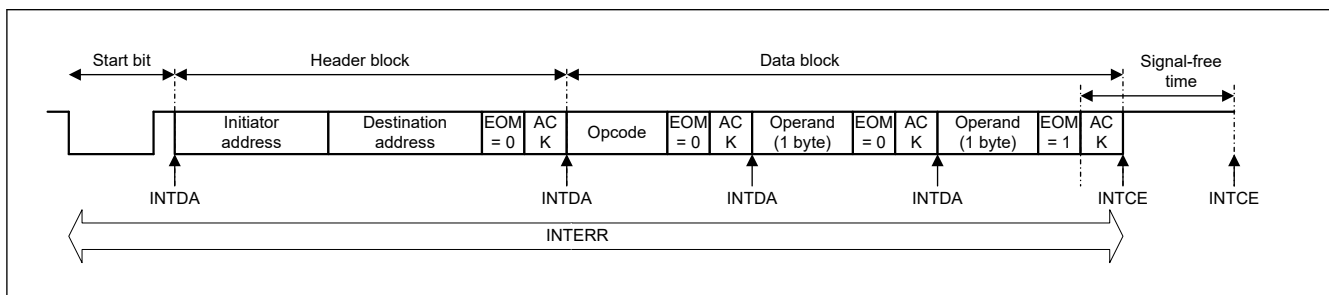 Start bit
Header block
Data block
Signal-free
time
Initiator
address
Destination
address
EOM
= 0
AC
K
Opcode
EOM
= 0
AC
K
Operand
(1 byte)
EOM
= 0
AC
K
Operand
(1 byte)
EOM
= 1
AC
K
INTDA
INTDA
INTDA
INTDA
INTCE
INTCE
INTERR